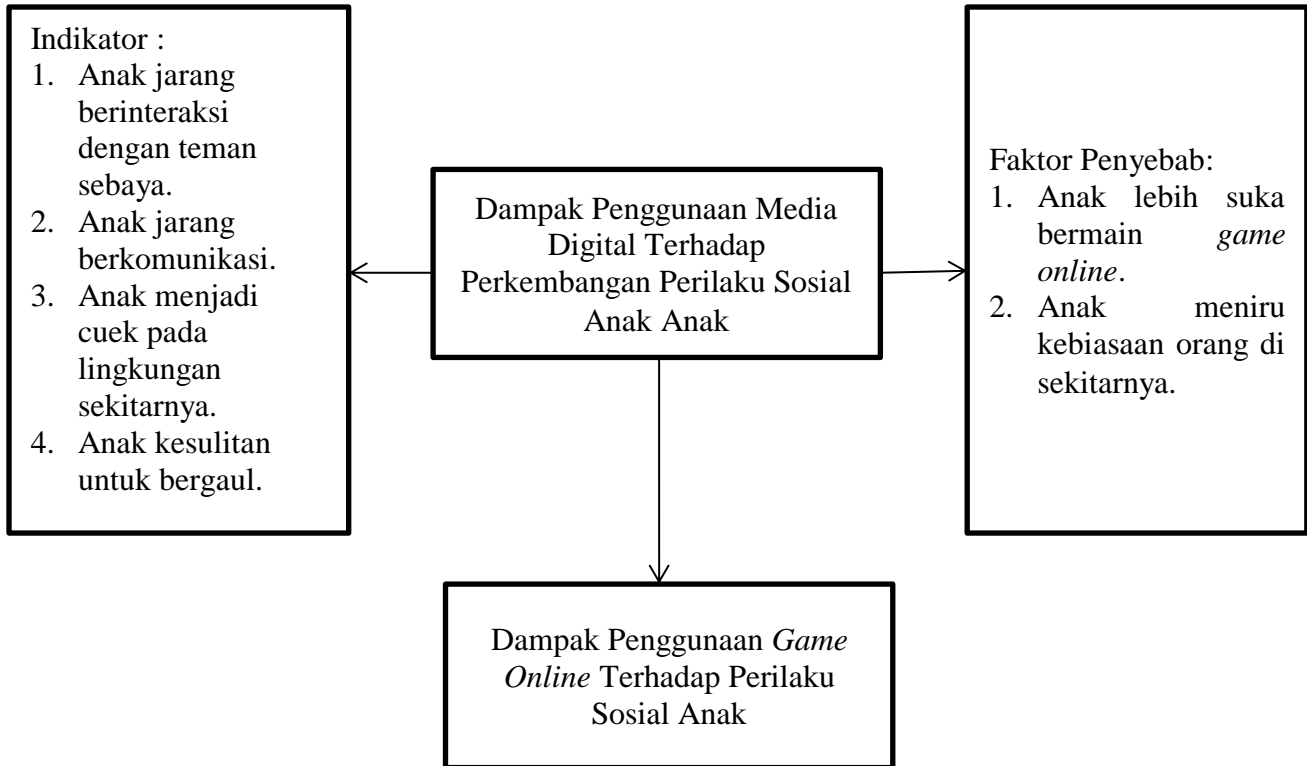 Indikator :
1. Anak jarang
berinteraksi
dengan teman
sebaya.
2. Anak jarang
berkomunikasi.
3. Anak menjadi
cuek pada
lingkungan
sekitarnya.
4. Anak kesulitan
untuk bergaul.
Dampak Penggunaan Media
Digital Terhadap
Perkembangan Perilaku Sosial
Anak Anak
Faktor Penyebab:
1. Anak lebih suka
bermain game
online.
2. Anak meniru
kebiasaan orang di
sekitarnya.
Dampak Penggunaan Game
Online Terhadap Perilaku
Sosial Anak